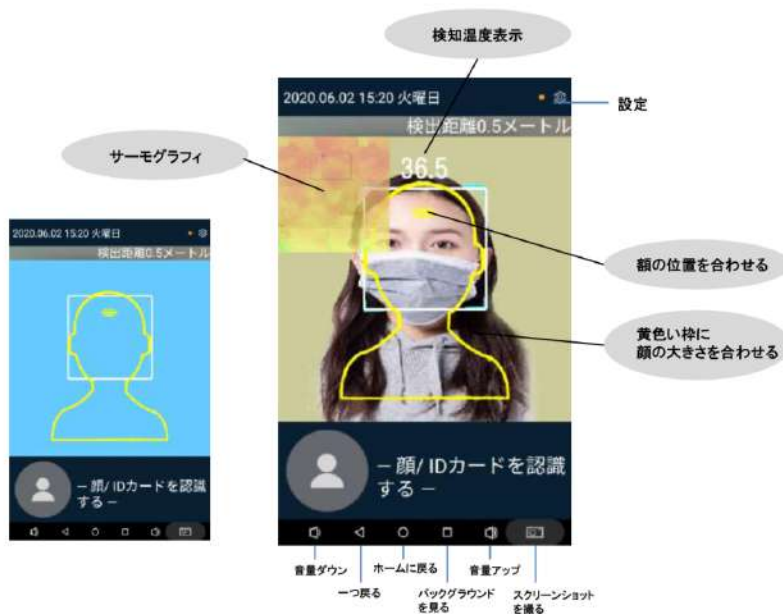 検知温度表示
2020.06.02 15:20 火曜日
設定
検出距離0.5メートル
サーモグラフィ
36.5
2020.06.02 15:20 火曜日
検出距離0.5メートル
額の位置を合わせる
黄色い枠に
顔の大きさを合わせる
― 顔/ IDカードを認識
する ―
― 顔/ IDカードを認識
する ―
音量ダウン
ホームに戻る
音量アップ
一つ戻る
バックグラウンド
を見る
スクリーンショット
を撮る